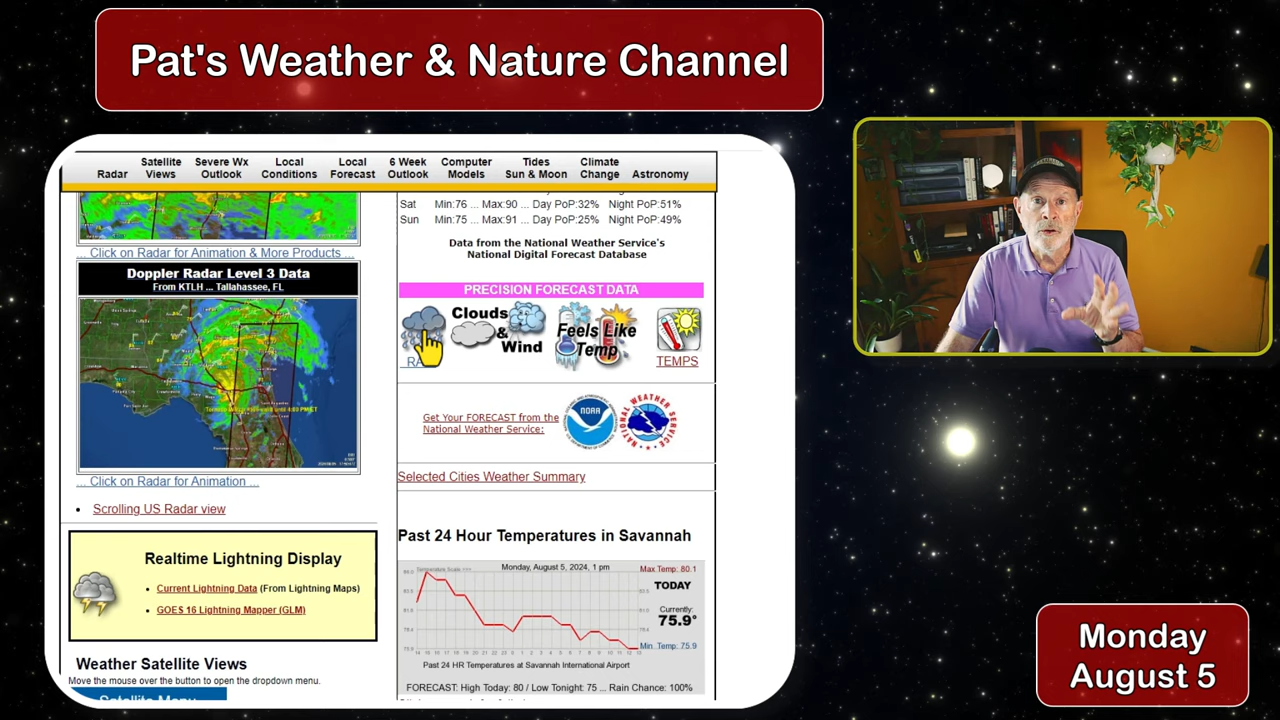 Pat's Weather & Nature Channel
Radar
Satellite
Views
Severe Wx
Outlook
Local
Conditions
Local
Forecast
6 Week
Outlook
Computer
Models
Tides
Sun & Moon
Climate
Change
Astronomy
... Click on Radar for Animation & More Products ...
Doppler Radar Level 3 Data
From KTLH ... Tallahassee, FL
... Click on Radar for Animation ...
Scrolling US Radar view
Realtime Lightning Display
Current Lightning Data (From Lightning Maps)
GOES 16 Lightning Mapper (GLM)
Weather Satellite Views
Move the mouse over the button to open the dropdown menu.
Satellite Menu
Sat Min:76 ... Max:90 ... Day PoP:32% Night PoP:51%
Sun Min:75 ... Max:91 ... Day PoP:25% Night PoP:49%
Data from the National Weather Service's
National Digital Forecast Database
PRECISION FORECAST DATA
Clouds
&
Wind
Feels Like
Temp
TEMPS
Get Your FORECAST from the
National Weather Service:
NOAA
Selected Cities Weather Summary
Past 24 Hour Temperatures in Savannah
Monday, August 5, 2024, 1 pm
Max Temp: 80.1
TODAY
Currently:
75.9°
Min Temp: 75.9
Past 24 HR Temperatures at Savannah International Airport
FORECAST: High Today: 80 / Low Tonight: 75 ... Rain Chance: 100%
Monday
August 5